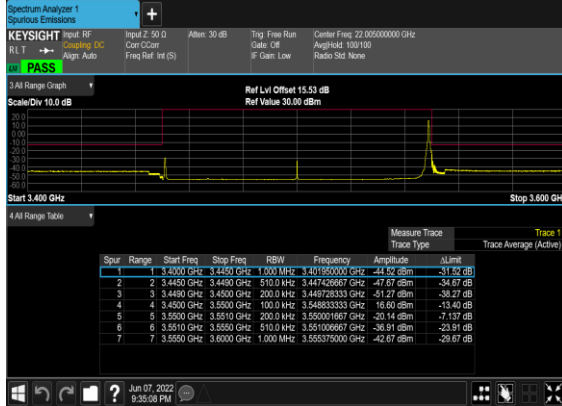 Spectrum Analyzer 1
Spurious Emissions
KEYSIGHT Input: RF Input Z: 50 Ω Atten: 30 dB Trig: Free Run Center Freq: 22.005000000 GHz
RLT Coupling: DC Corr CCorr Gate: Off Avg|Hold: 100/100
Align: Auto Freq Ref: Int (S) IF Gain: Low Radio Std: None
PASS
3 All Range Graph
Ref Lvl Offset 15.53 dB
Scale/Div 10.0 dB Ref Value 30.00 dBm
20.0
10.0
0.00
-10.0
-20.0
-30.0
-40.0
-50.0
-60.0
Start 3.400 GHz Stop 3.600 GH
4 All Range Table
Measure Trace Trace 1
Trace Type Trace Average (Active)
Spur Range Start Freq Stop Freq RBW Frequency Amplitude ΔLimit
1 1 3.4000 GHz 3.4450 GHz 1.000 MHz 3.401950000 GHz -44.52 dBm -31.52 dB
2 2 3.4450 GHz 3.4490 GHz 510.0 kHz 3.447426667 GHz -47.67 dBm -34.67 dB
3 3 3.4490 GHz 3.4500 GHz 200.0 kHz 3.449728333 GHz -51.27 dBm -38.27 dB
4 4 3.4500 GHz 3.5500 GHz 100.0 kHz 3.548833333 GHz 16.60 dBm -13.40 dB
5 5 3.5500 GHz 3.5510 GHz 200.0 kHz 3.550001667 GHz -20.14 dBm -7.137 dB
6 6 3.5510 GHz 3.5550 GHz 510.0 kHz 3.551006667 GHz -36.91 dBm -23.91 dB
7 7 3.5550 GHz 3.6000 GHz 1.000 MHz 3.555375000 GHz -42.67 dBm -29.67 dB
? Jun 07, 2022
9:35:08 PM